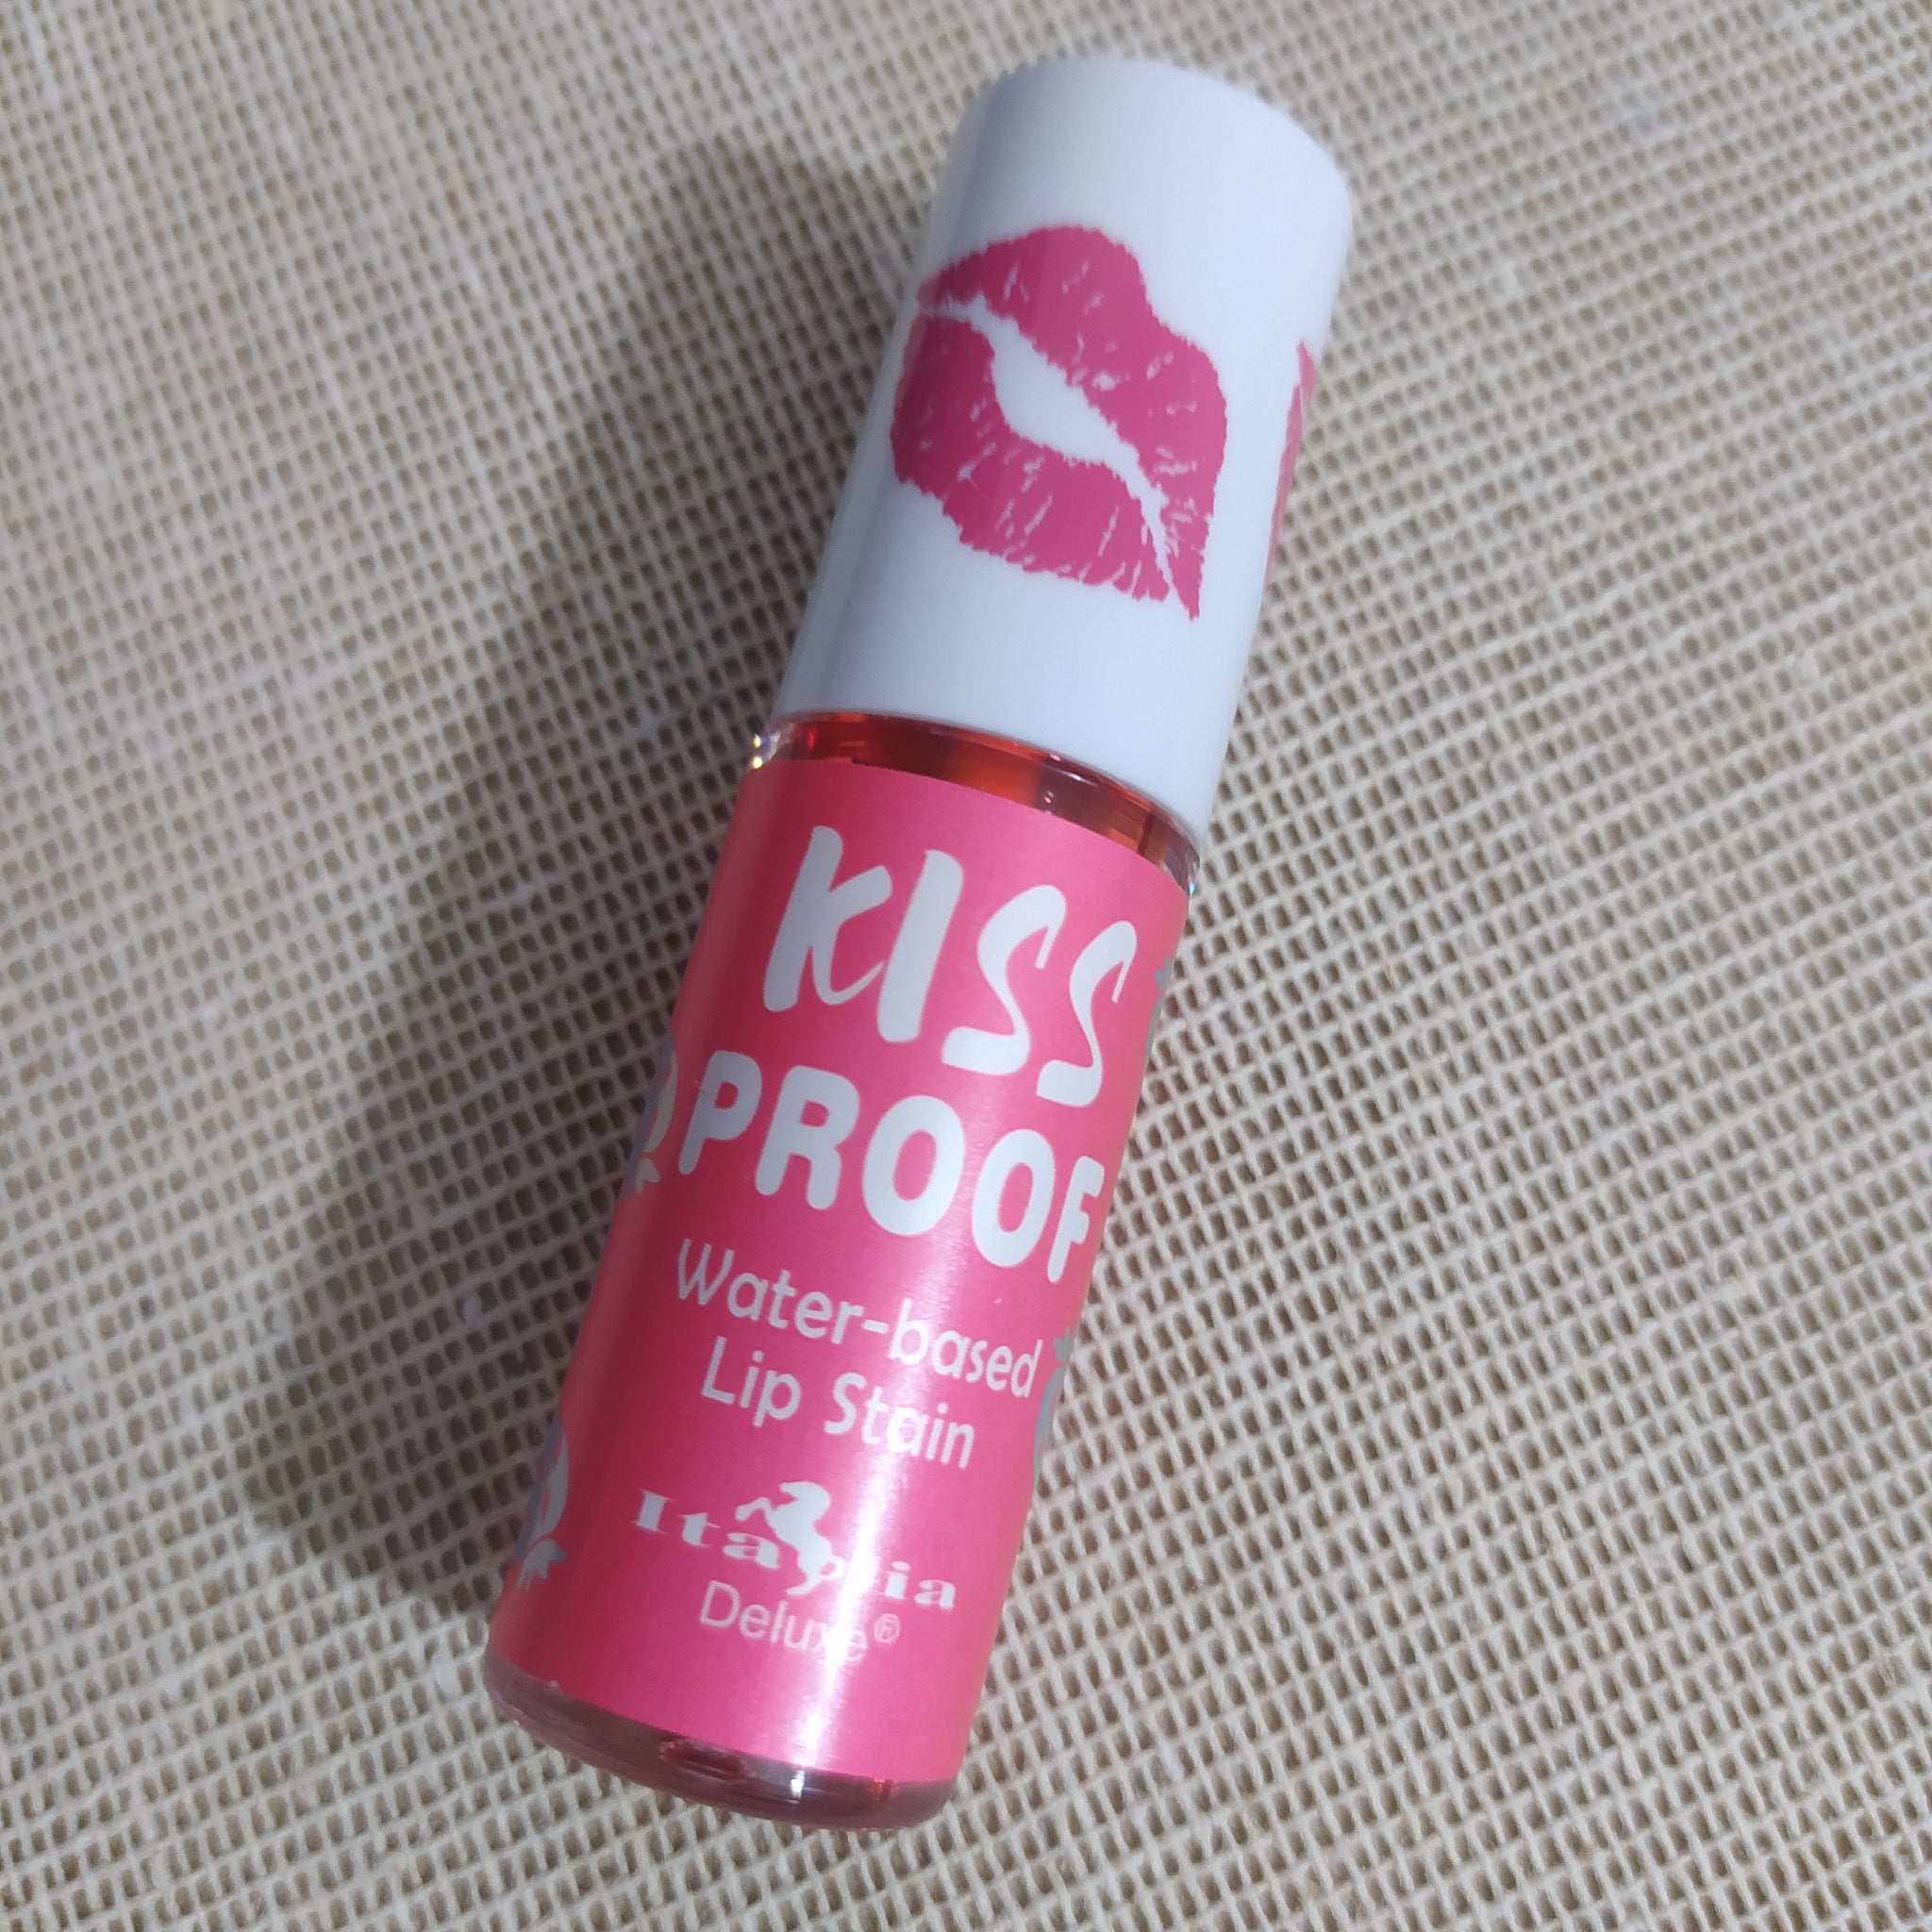 KISS
PROOF
Water-based
Lip Stain
Italia
Deluxe®